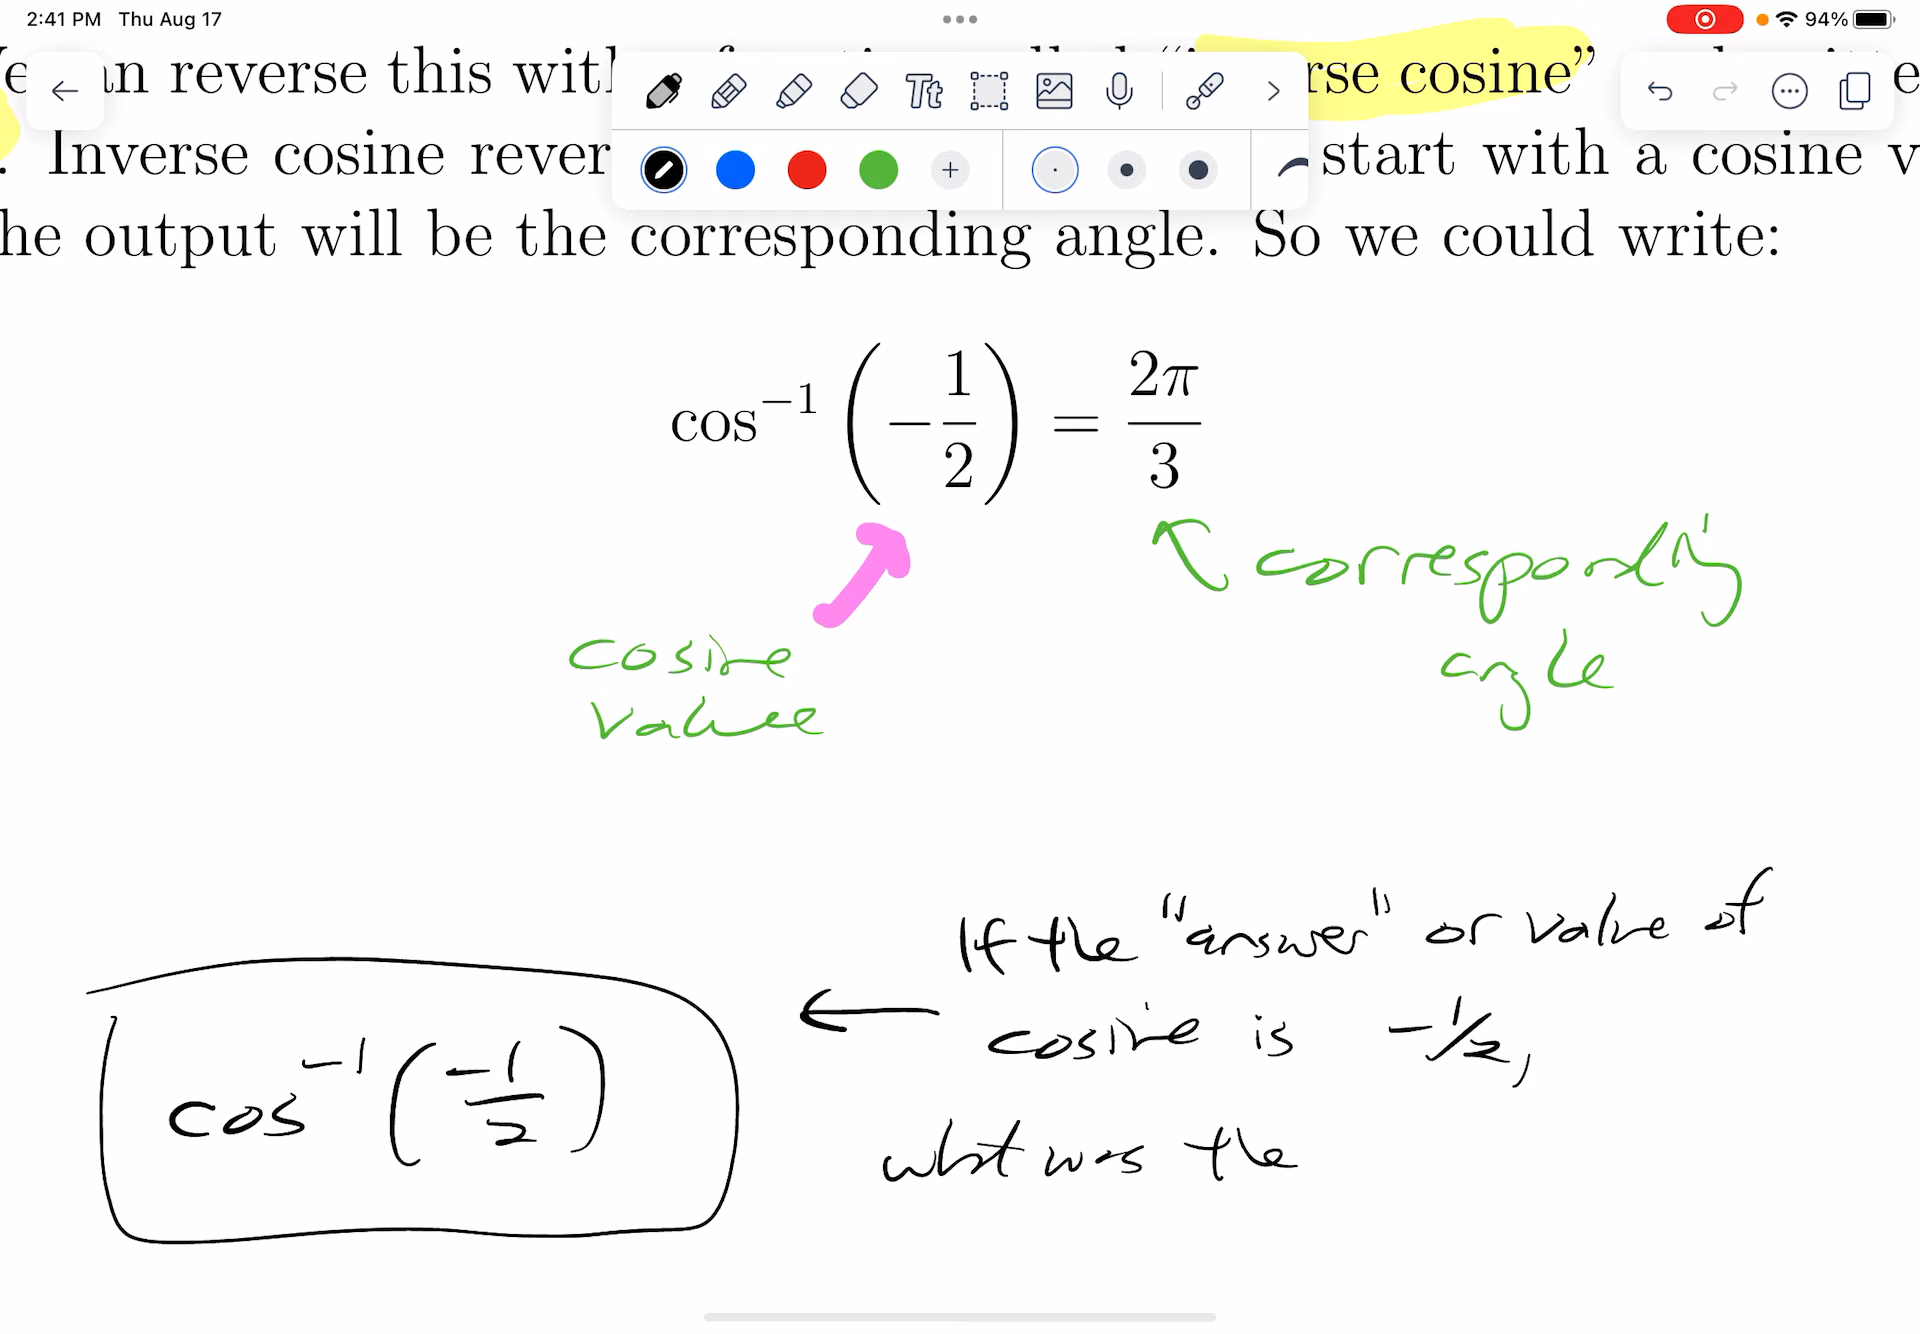 2:41 PM Thu Aug 17
94%
an reverse this with
rse cosine”
. Inverse cosine rever
start with a cosine v
he output will be the corresponding angle. So we could write:
Tt
cos⁻¹(−1/2) = 2π/3
corresponding
angle
cosine
value
If the "answer" or value of
cosine is -1/2,
cos⁻¹(-1/2)
what was the